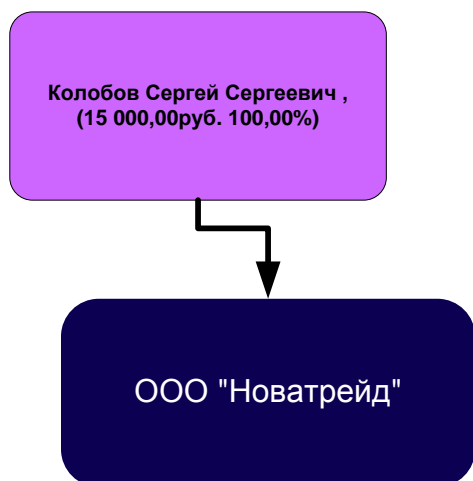 Колобов Сергей Сергеевич ,
(15 000,00руб. 100,00%)
ООО "Новатрейд"